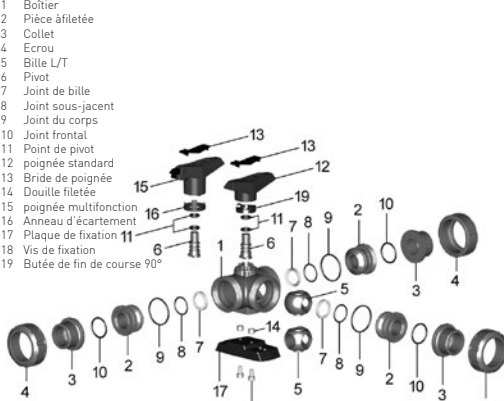 1 Boîtier
2 Pièce àfiletée
3 Collet
4 Ecrou
5 Bille L/T
6 Pivot
7 Joint de bille
8 Joint sous-jacent
9 Joint du corps
10 Joint frontal
11 Point de pivot
12 poignée standard
13 Bride de poignée
14 Douille filetée
15 poignée multifonction
16 Anneau d'écartement
17 Plaque de fixation
18 Vis de fixation
19 Butée de fin de course 90°
13
13
15
12
16
19
11
11
6
6
7
8
9
2
10
3
4
1
5
14
4
3
10
2
9
8
7
17
5
7
8
9
2
10
3